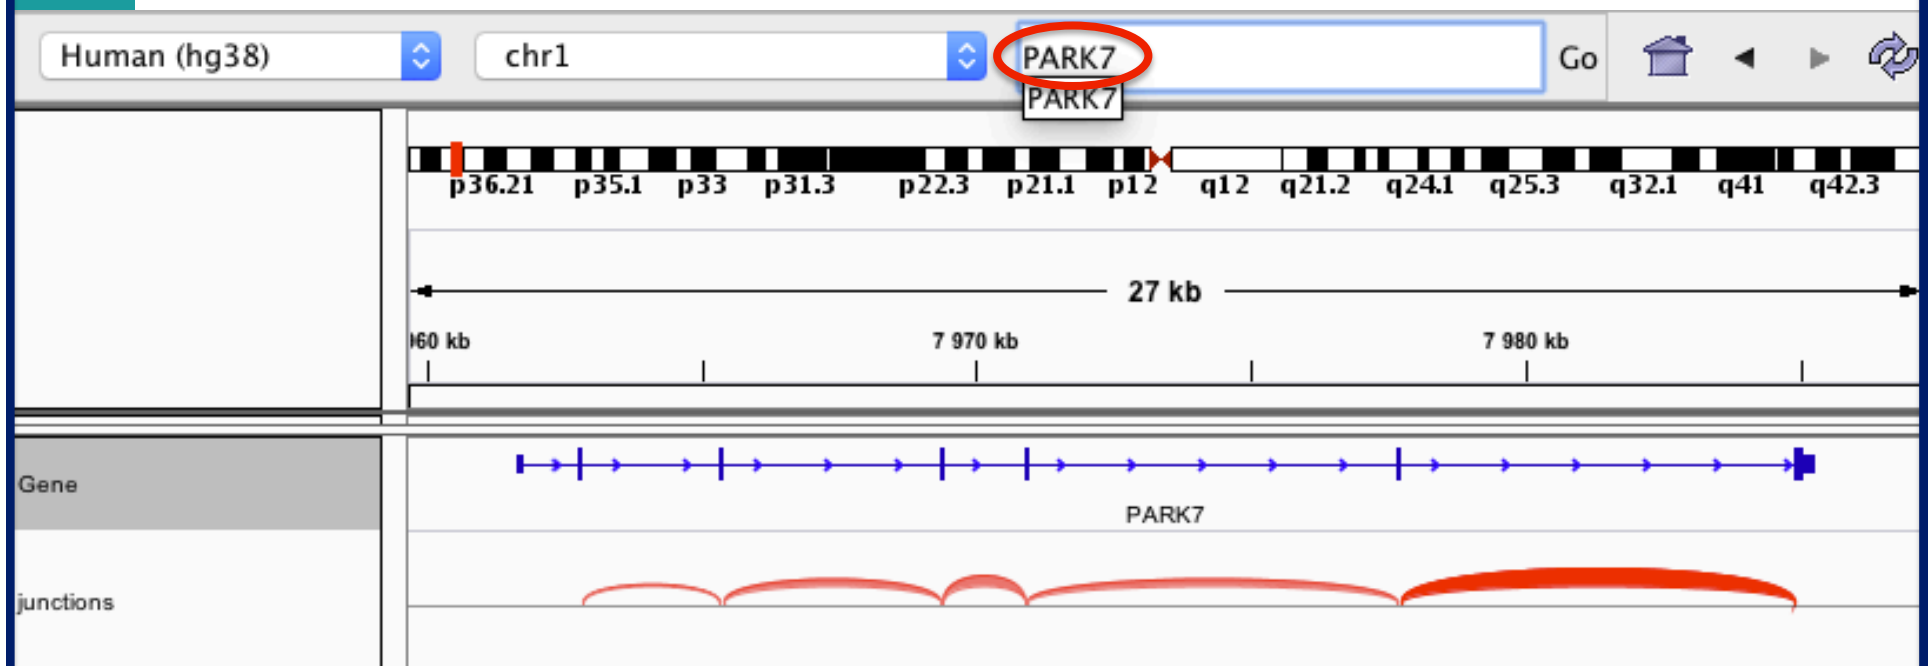 Human (hg38) chr1 PARK7 Go
PARK7
p36.21 p35.1 p33 p31.3 p22.3 p21.1 p12 q12 q21.2 q24.1 q25.3 q32.1 q41 q42.3
27 kb
60 kb 7 970 kb 7 980 kb
Gene
PARK7
junctions